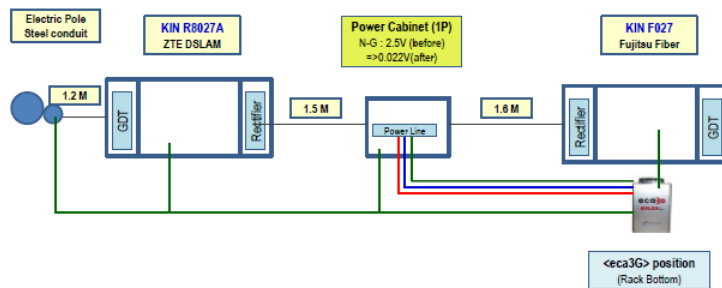 Electric Pole
Steel conduit
KIN R8027A
ZTE DSLAM
Power Cabinet (1P)
N-G : 2.5V (before)
=>0.022V(after)
KIN F027
Fujitsu Fiber
1.2 M
1.5 M
1.6 M
GDT
Rectifier
Power Line
Rectifier
GDT
<eca3G> position
(Rack Bottom)